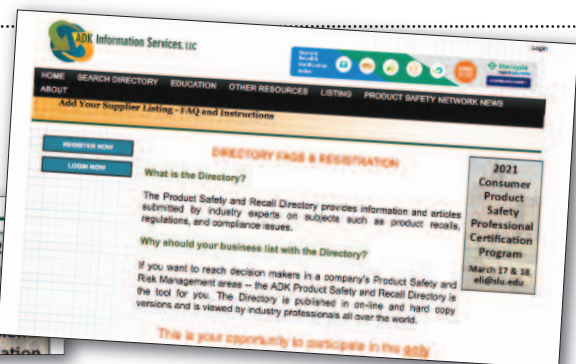 ADK Information Services, LLC
Login
HOME SEARCH DIRECTORY EDUCATION OTHER RESOURCES LISTING PRODUCT SAFETY NETWORK NEWS
ABOUT
Add Your Supplier Listing - FAQ and Instructions
REGISTER NOW
LOGIN NOW
DIRECTORY FAQS & REGISTRATION
What is the Directory?
The Product Safety and Recall Directory provides information and articles
submitted by industry experts on subjects such as product recalls,
regulations, and compliance issues.
Why should your business list with the Directory?
If you want to reach decision makers in a company's Product Safety and
Risk Management areas -- the ADK Product Safety and Recall Directory is
the tool for you. The Directory is published in on-line and hard copy
versions and is viewed by industry professionals all over the world.
This is your opportunity to participate in the only
2021
Consumer
Product
Safety
Professional
Certification
Program
March 17 & 18
eli@slu.edu
ation